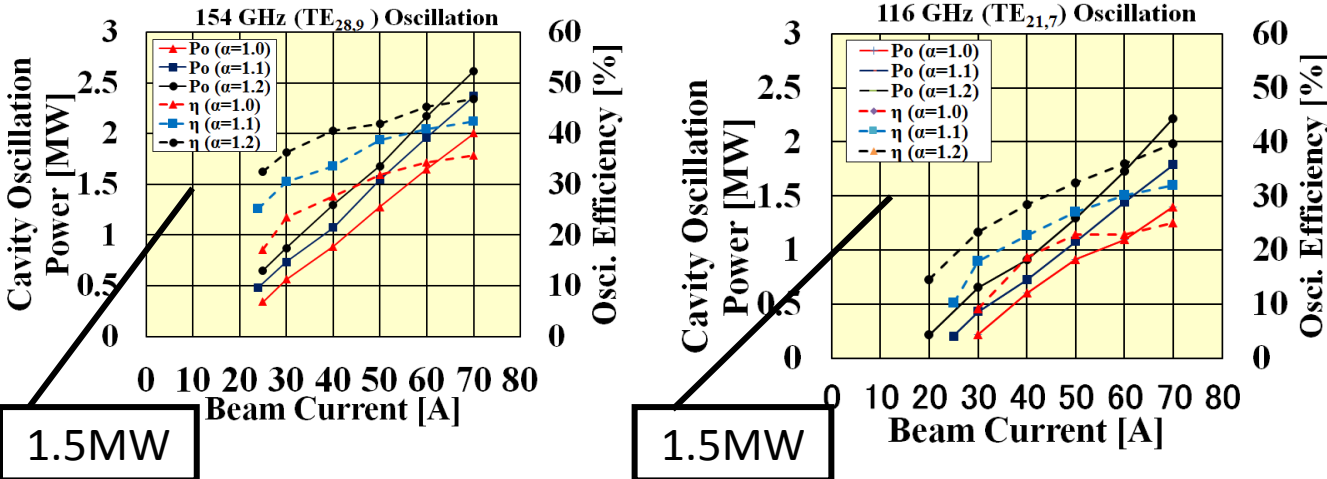 154 GHz (TE28,9 ) Oscillation
Cavity Oscillation
Power [MW]
3
2.5
2
1.5
1
0.5
0
Po (α=1.0)
Po (α=1.1)
Po (α=1.2)
η (α=1.0)
η (α=1.1)
η (α=1.2)
60
50
40
30
20
10
0
Osci. Efficiency [%]
0 10 20 30 40 50 60 70 80
Beam Current [A]
1.5MW
116 GHz (TE21,7) Oscillation
Cavity Oscillation
Power [MW]
3
2.5
2
1.5
1
0.5
0
Po (α=1.0)
Po (α=1.1)
Po (α=1.2)
η (α=1.0)
η (α=1.1)
η (α=1.2)
60
50
40
30
20
10
0
Osci. Efficiency [%]
0 10 20 30 40 50 60 70 80
Beam Current [A]
1.5MW